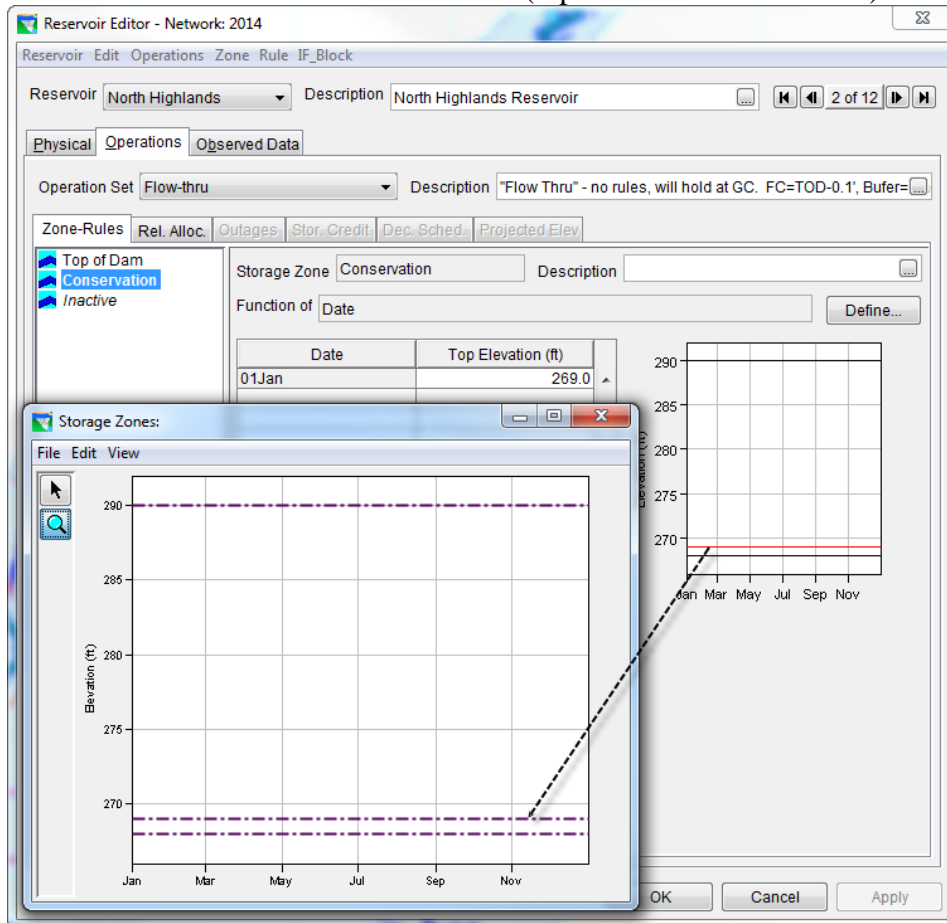 Reservoir Editor - Network: 2014
Reservoir Edit Operations Zone Rule IF_Block
Reservoir North Highlands Description North Highlands Reservoir ... 2 of 12
Physical Operations Observed Data
Operation Set Flow-thru Description "Flow Thru" - no rules, will hold at GC. FC=TOD-0.1', Bufer= ...
Zone-Rules Rel. Alloc. Outages Stor. Credit Dec. Sched. Projected Elev
Top of Dam
Conservation
Inactive
Storage Zone Conservation Description ...
Function of Date Define...
Date Top Elevation (ft)
01Jan 269.0
290
285
280
275
270
Elevation (ft)
Jan Mar May Jul Sep Nov
Storage Zones:
File Edit View
290
285
280
275
270
Elevation (ft)
Jan Mar May Jul Sep Nov
OK Cancel Apply